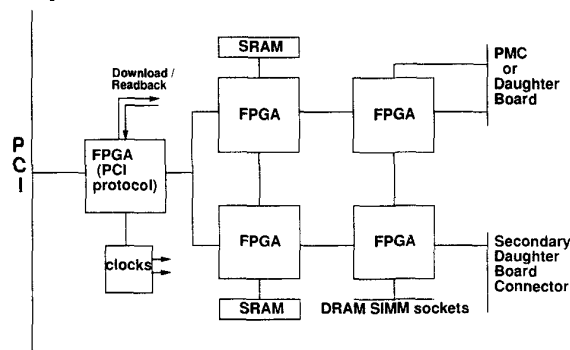 SRAM
PMC
or
Daughter
Board
Download /
Readback
FPGA
FPGA
P
C
I
FPGA
(PCI
protocol)
FPGA
FPGA
clocks
Secondary
Daughter
Board
Connector
SRAM
DRAM SIMM sockets